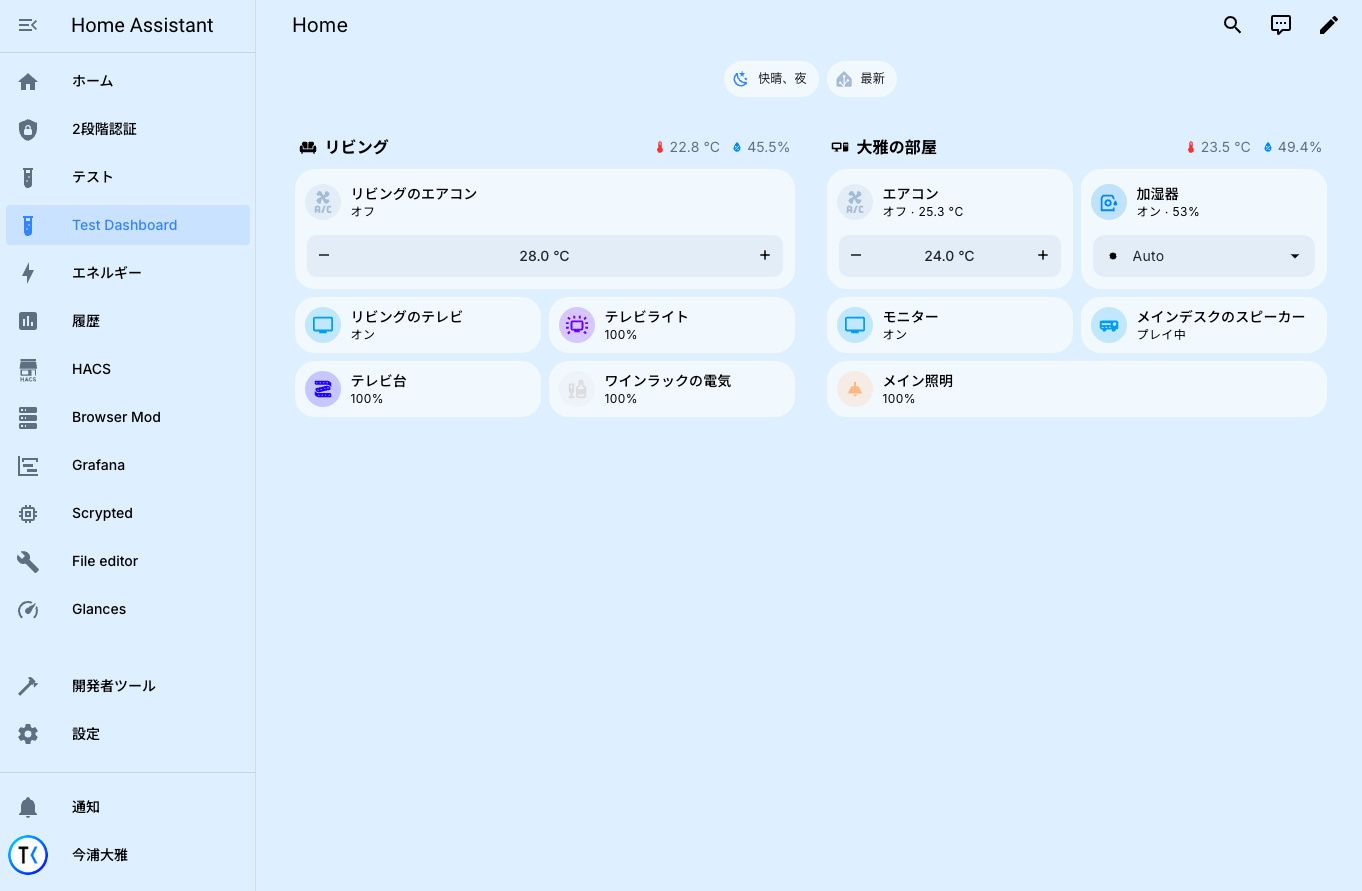 Home Assistant
ホーム
2段階認証
テスト
Test Dashboard
エネルギー
履歴
HACS
HACS
Browser Mod
Grafana
Scrypted
File editor
Glances
開発者ツール
設定
通知
TK
今浦大雅
Home
快晴、夜
最新
リビング
22.8 °C
45.5%
A/C
リビングのエアコン
オフ
− 28.0 °C +
リビングのテレビ
オン
テレビライト
100%
テレビ台
100%
ワインラックの電気
100%
大雅の部屋
23.5 °C
49.4%
A/C
エアコン
オフ · 25.3 °C
− 24.0 °C +
加湿器
オン · 53%
Auto
モニター
オン
メインデスクのスピーカー
プレイ中
メイン照明
100%